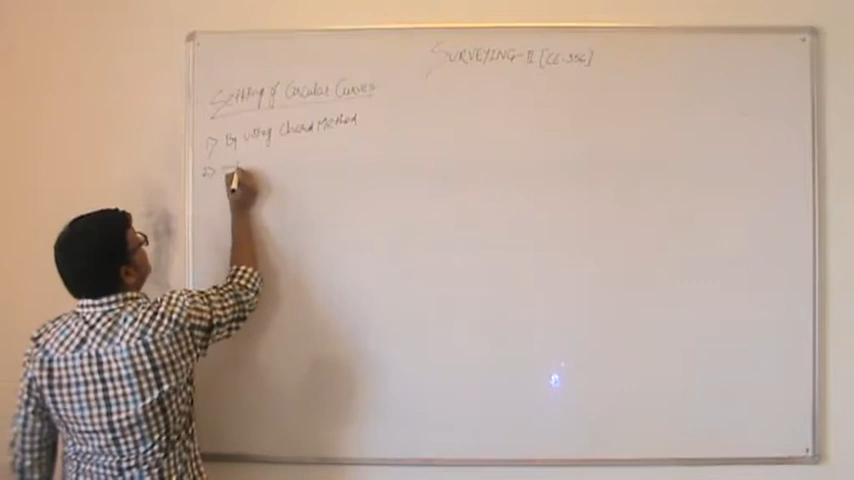 SURVEYING-II [CE-356]
Setting of Circular Curves
1) By using Chord Method
2)